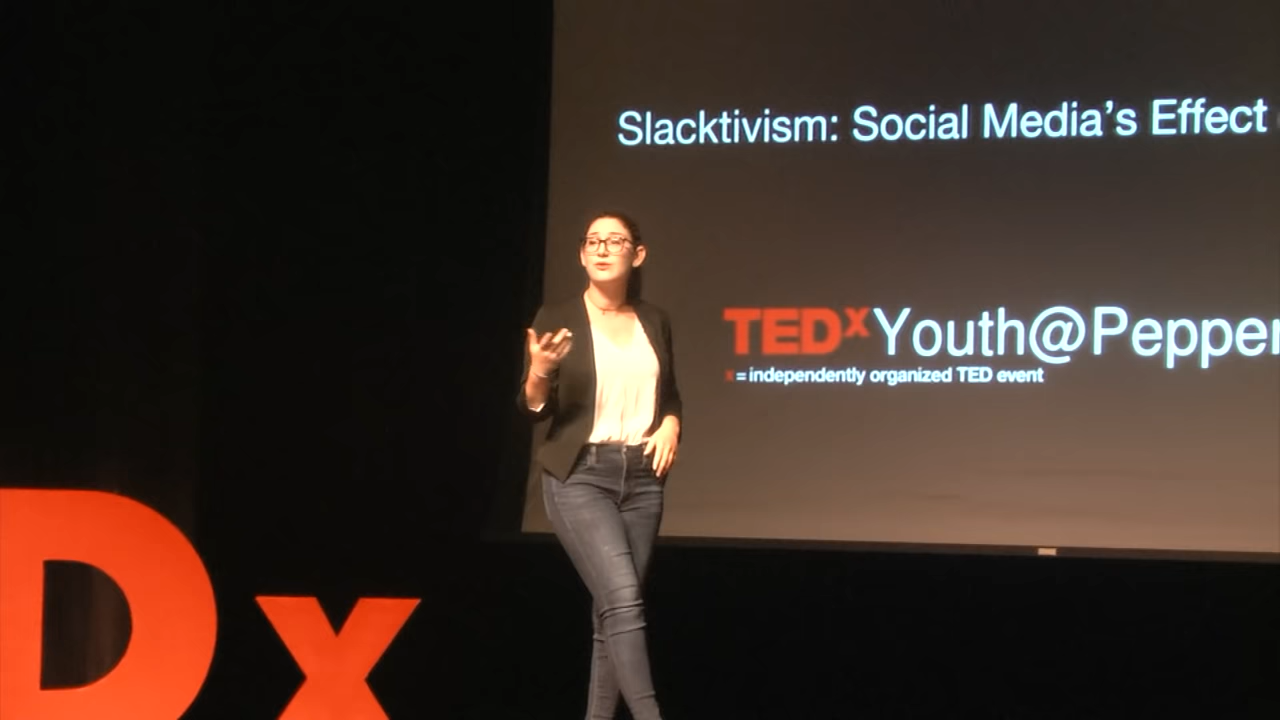 Slacktivism: Social Media's Effect
TEDxYouth@Pepper
x = independently organized TED event
Dx